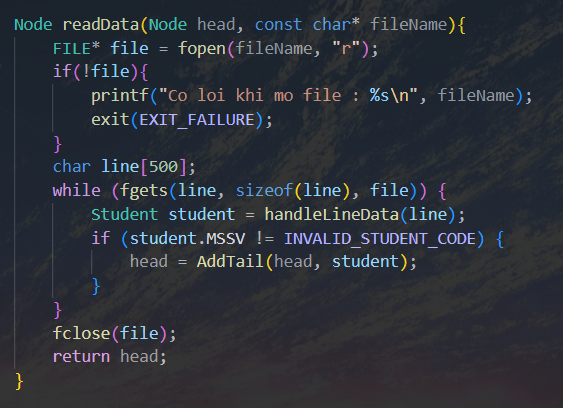 Node readData(Node head, const char* fileName){
    FILE* file = fopen(fileName, "r");
    if(!file){
        printf("Co loi khi mo file : %s\n", fileName);
        exit(EXIT_FAILURE);
    }
    char line[500];
    while (fgets(line, sizeof(line), file)) {
        Student student = handleLineData(line);
        if (student.MSSV != INVALID_STUDENT_CODE) {
            head = AddTail(head, student);
        }
    }
    fclose(file);
    return head;
}